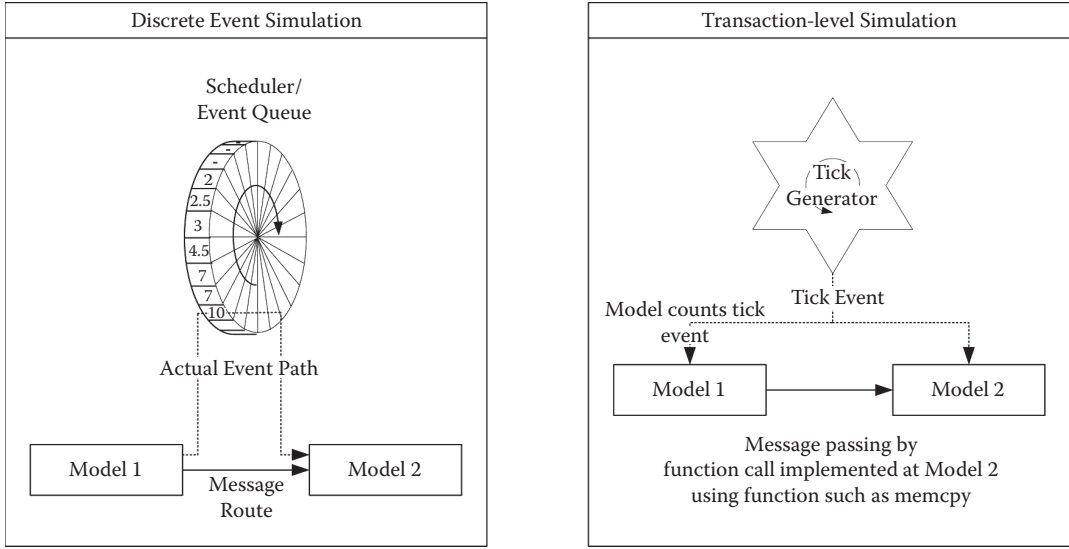 Discrete Event Simulation
Scheduler/
Event Queue
-
-
-
2
2.5
3
4.5
7
7
10
Actual Event Path
Model 1
Model 2
Message
Route
Transaction-level Simulation
Tick
Generator
Tick Event
Model counts tick
event
Model 1
Model 2
Message passing by
function call implemented at Model 2
using function such as memcpy